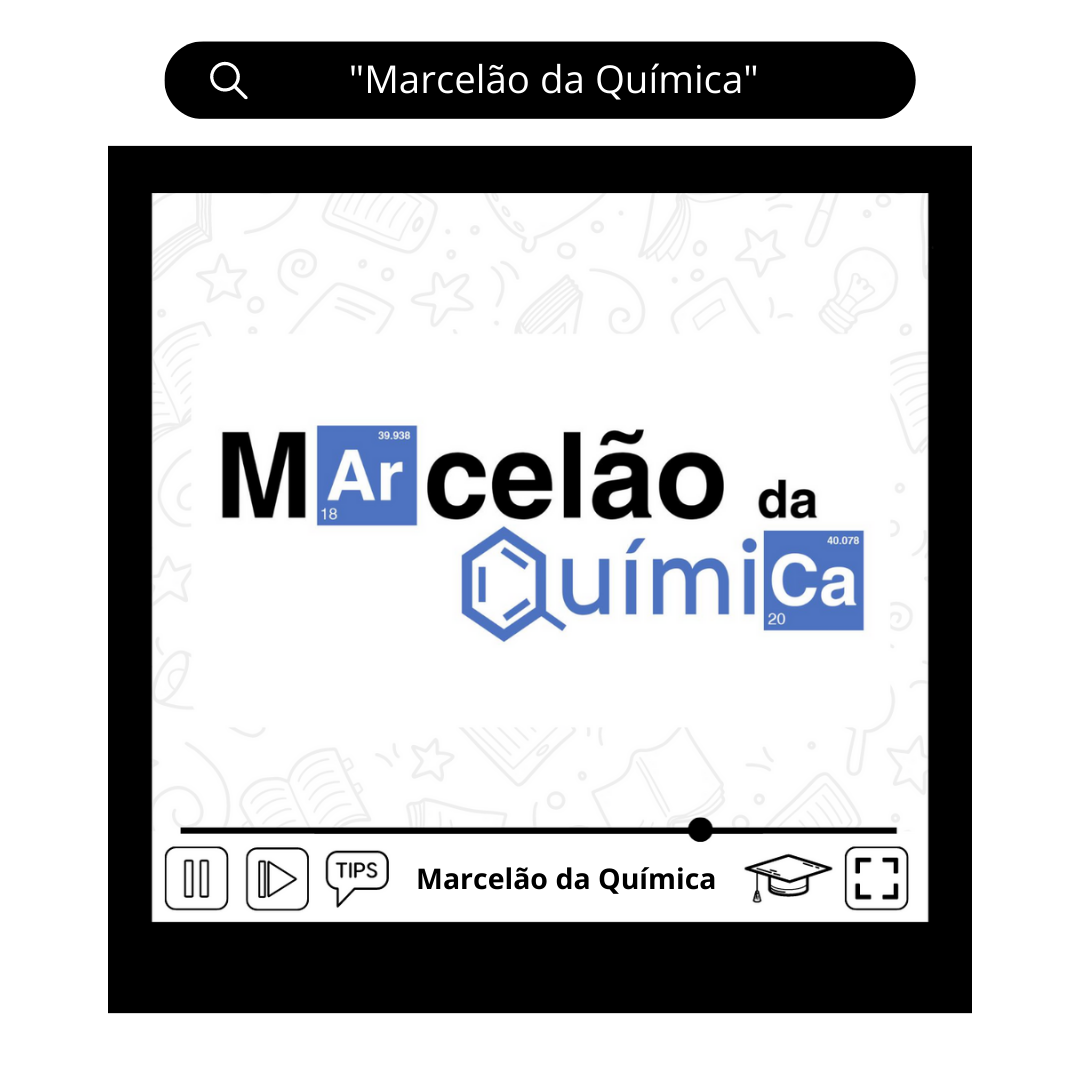 "Marcelão da Química"
39.938
MArcelão da
18
40.078
QuímiCa
20
TIPS
Marcelão da Química